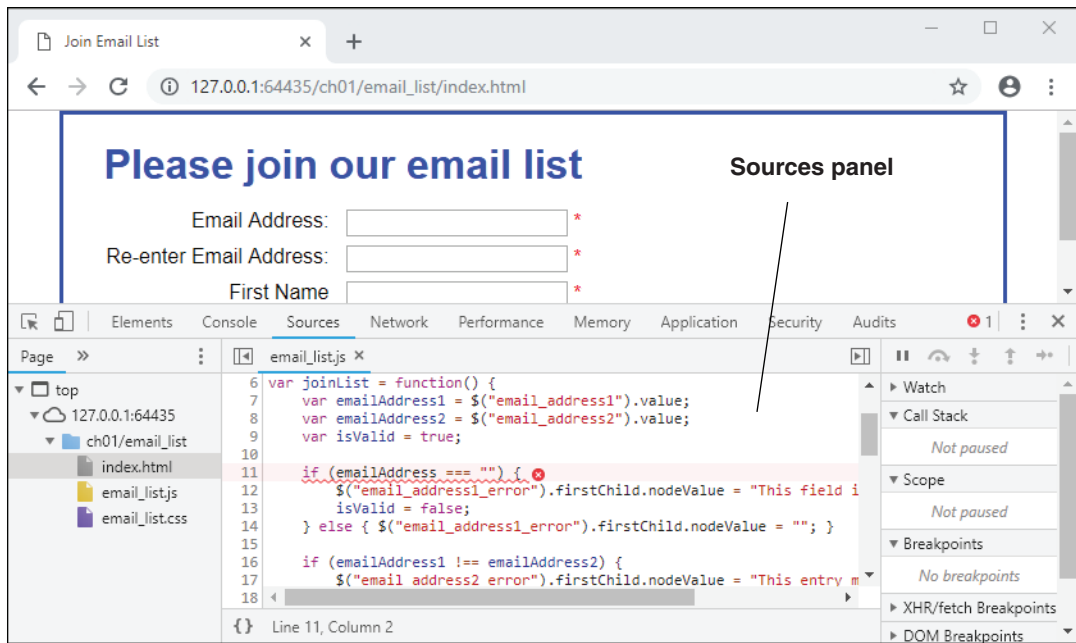 Join Email List
127.0.0.1:64435/ch01/email_list/index.html
Please join our email list
Sources panel
Email Address: *
Re-enter Email Address: *
First Name *
Elements Console Sources Network Performance Memory Application Security Audits 1
Page
email_list.js
top
127.0.0.1:64435
ch01/email_list
index.html
email_list.js
email_list.css
6 var joinList = function() {
7 var emailAddress1 = $("email_address1").value;
8 var emailAddress2 = $("email_address2").value;
9 var isValid = true;
10
11 if (emailAddress === "") {
12 $("email_address1_error").firstChild.nodeValue = "This field i
13 isValid = false;
14 } else { $("email_address1_error").firstChild.nodeValue = ""; }
15
16 if (emailAddress1 !== emailAddress2) {
17 $("email_address2_error").firstChild.nodeValue = "This entry m
18
{} Line 11, Column 2
Watch
Call Stack
Not paused
Scope
Not paused
Breakpoints
No breakpoints
XHR/fetch Breakpoints
DOM Breakpoints